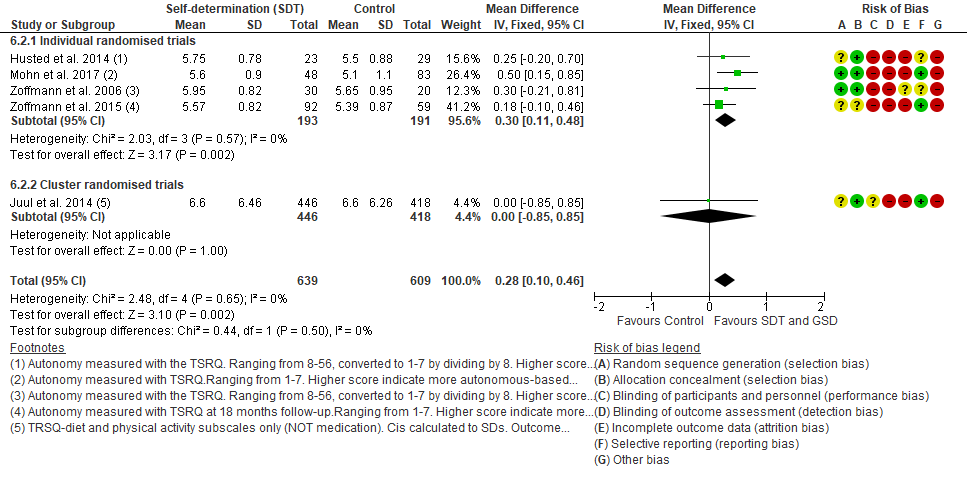 Self-determination (SDT) Control Mean Difference Mean Difference Risk of Bias
Study or Subgroup Mean SD Total Mean SD Total Weight IV, Fixed, 95% CI IV, Fixed, 95% CI A B C D E F G
6.2.1 Individual randomised trials
Husted et al. 2014 (1) 5.75 0.78 23 5.5 0.88 29 15.6% 0.25 [-0.20, 0.70] ? + − − − ? −
Mohn et al. 2017 (2) 5.6 0.9 48 5.1 1.1 83 26.4% 0.50 [0.15, 0.85] + + − − − + −
Zoffmann et al. 2006 (3) 5.95 0.82 30 5.65 0.95 20 12.4% 0.30 [-0.21, 0.81] + + − − ? ? −
Zoffmann et al. 2015 (4) 5.57 0.82 92 5.39 0.87 59 41.2% 0.18 [-0.10, 0.46] ? + − − − + −
Subtotal (95% CI) 193 191 95.6% 0.30 [0.11, 0.48]
Heterogeneity: Chi² = 2.03, df = 3 (P = 0.57); I² = 0%
Test for overall effect: Z = 3.17 (P = 0.002)
6.2.2 Cluster randomised trials
Juul et al. 2014 (5) 6.6 6.46 446 6.6 6.26 418 4.4% 0.00 [-0.85, 0.85] ? + ? − − + −
Subtotal (95% CI) 446 418 4.4% 0.00 [-0.85, 0.85]
Heterogeneity: Not applicable
Test for overall effect: Z = 0.00 (P = 1.00)
Total (95% CI) 639 609 100.0% 0.28 [0.10, 0.46]
Heterogeneity: Chi² = 2.48, df = 4 (P = 0.65); I² = 0%
Test for overall effect: Z = 3.10 (P = 0.002)
Test for subgroup differences: Chi² = 0.44, df = 1 (P = 0.50), I² = 0%
-2 -1 0 1 2
Favours Control Favours SDT and GSD
Footnotes
(1) Autonomy measured with the TSRQ. Ranging from 8-56, converted to 1-7 by dividing by 8. Higher score...
(2) Autonomy measured with TSRQ.Ranging from 1-7. Higher score indicate more autonomous-based...
(3) Autonomy measured with the TSRQ. Ranging from 8-56, converted to 1-7 by dividing by 8. Higher score...
(4) Autonomy measured with TSRQ at 18 months follow-up.Ranging from 1-7. Higher score indicate more...
(5) TRSQ-diet and physical activity subscales only (NOT medication). Cis calculated to SDs. Outcome...
Risk of bias legend
(A) Random sequence generation (selection bias)
(B) Allocation concealment (selection bias)
(C) Blinding of participants and personnel (performance bias)
(D) Blinding of outcome assessment (detection bias)
(E) Incomplete outcome data (attrition bias)
(F) Selective reporting (reporting bias)
(G) Other bias